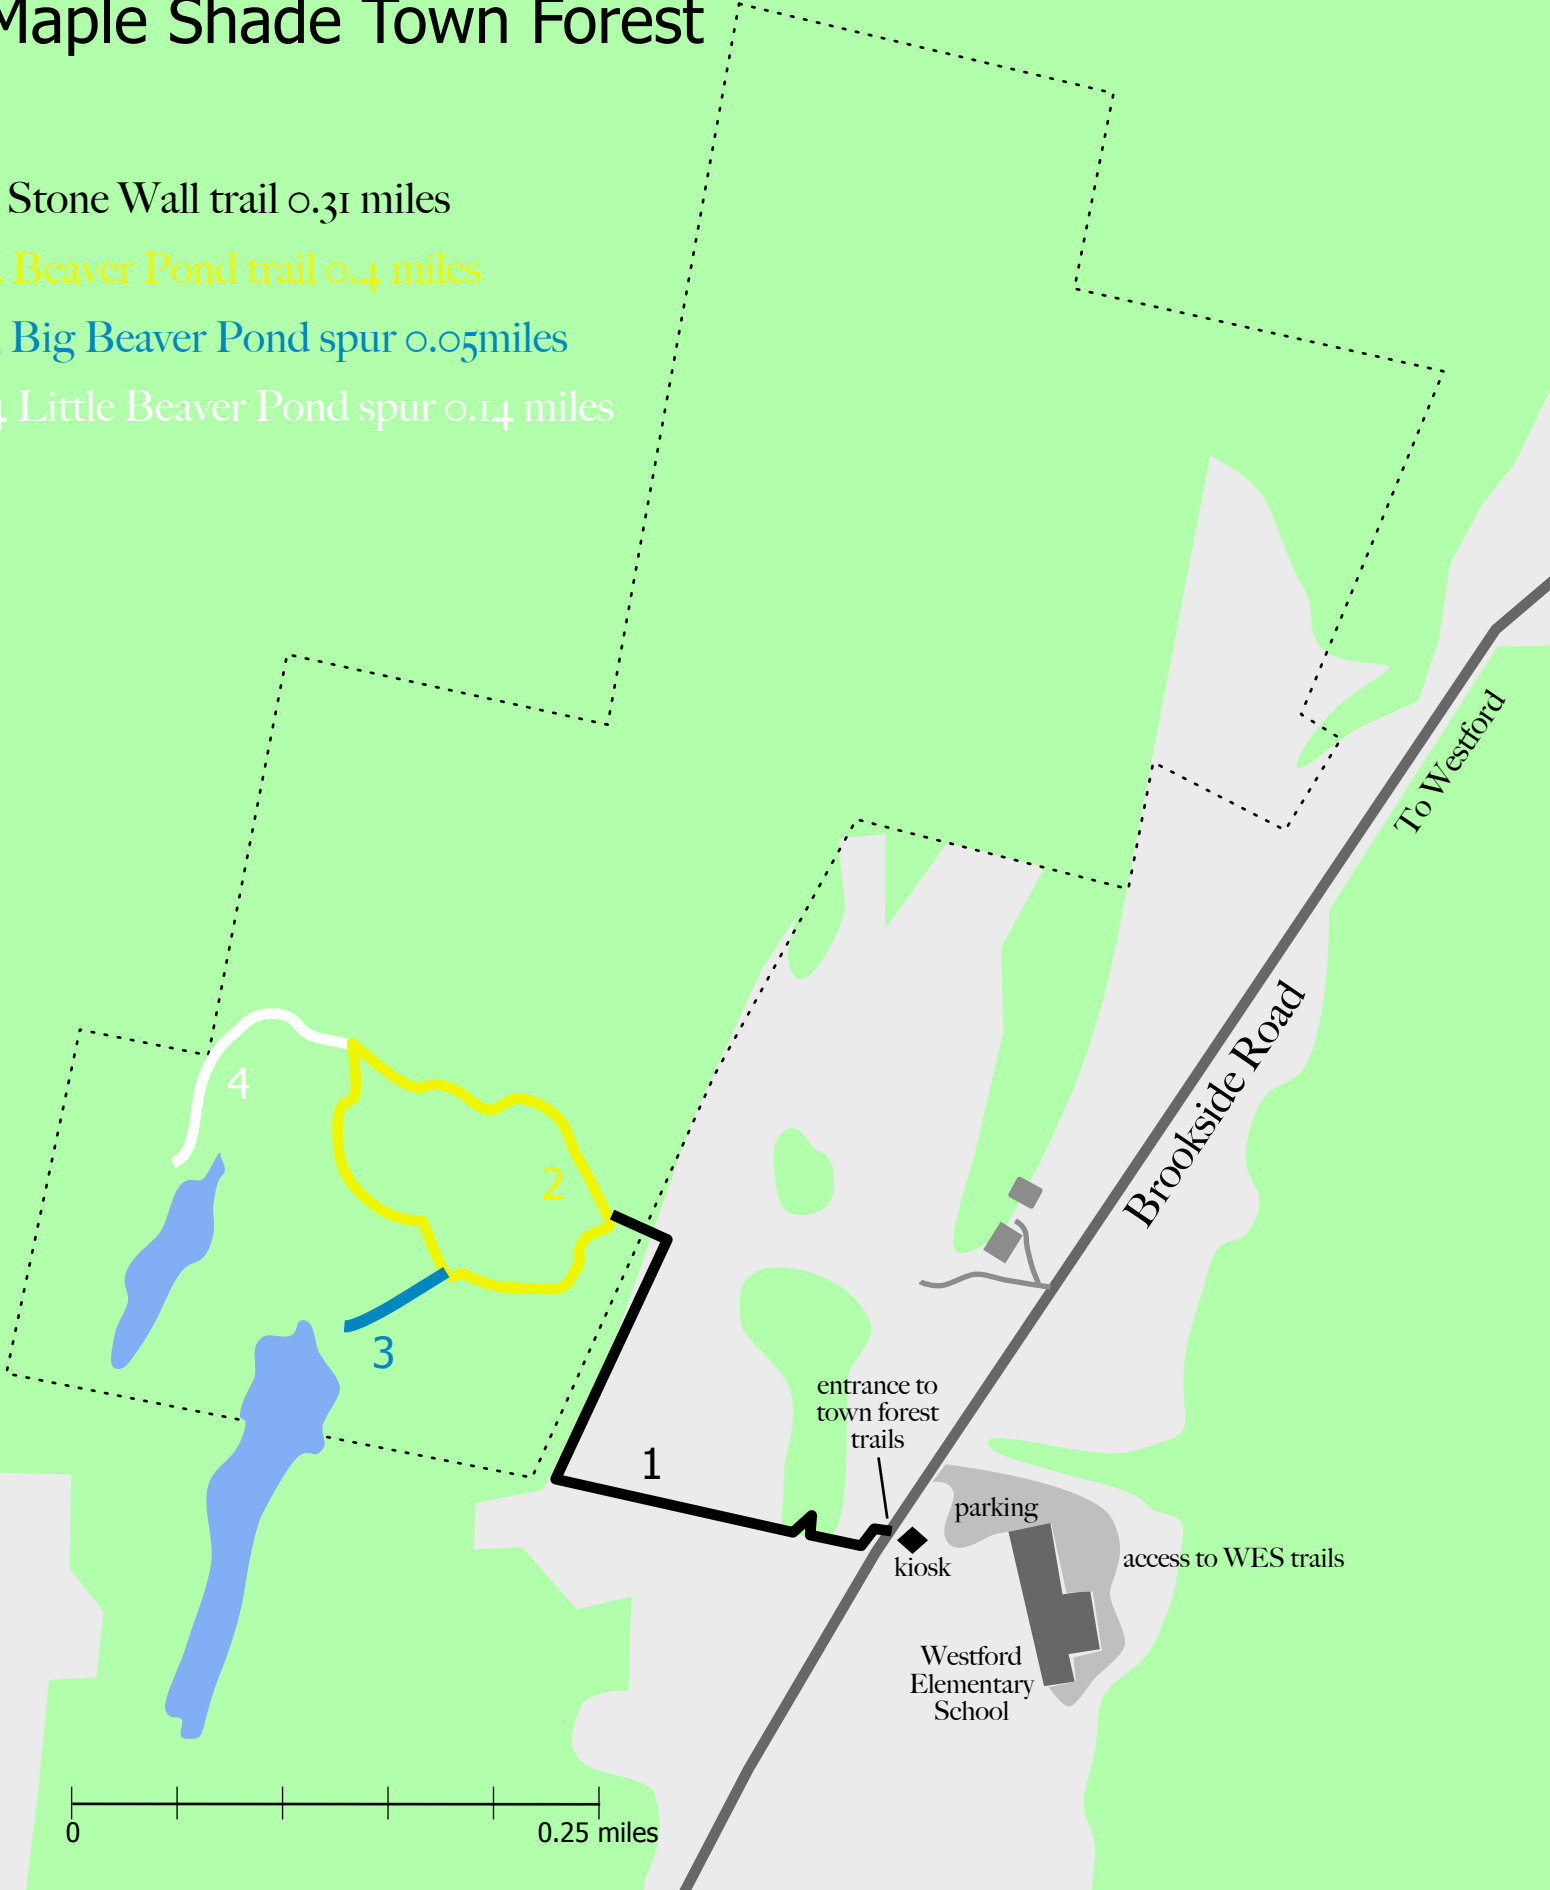 Maple Shade Town Forest
Stone Wall trail 0.31 miles
. Beaver Pond trail 0.4 miles
Big Beaver Pond spur 0.05miles
4 Little Beaver Pond spur 0.14 miles
To Westford
Brookside Road
4
2
3
1
entrance to
town forest
trails
parking
kiosk
access to WES trails
Westford
Elementary
School
0
0.25 miles